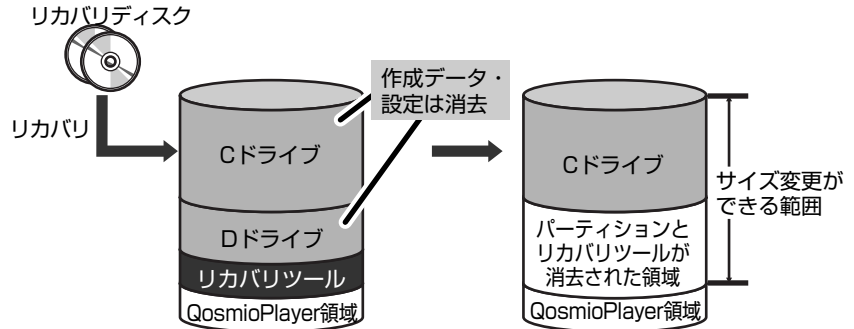 リカバリディスク
リカバリ
作成データ・
設定は消去
Cドライブ
Dドライブ
リカバリツール
QosmioPlayer領域
Cドライブ
パーティションと
リカバリツールが
消去された領域
QosmioPlayer領域
サイズ変更が
できる範囲